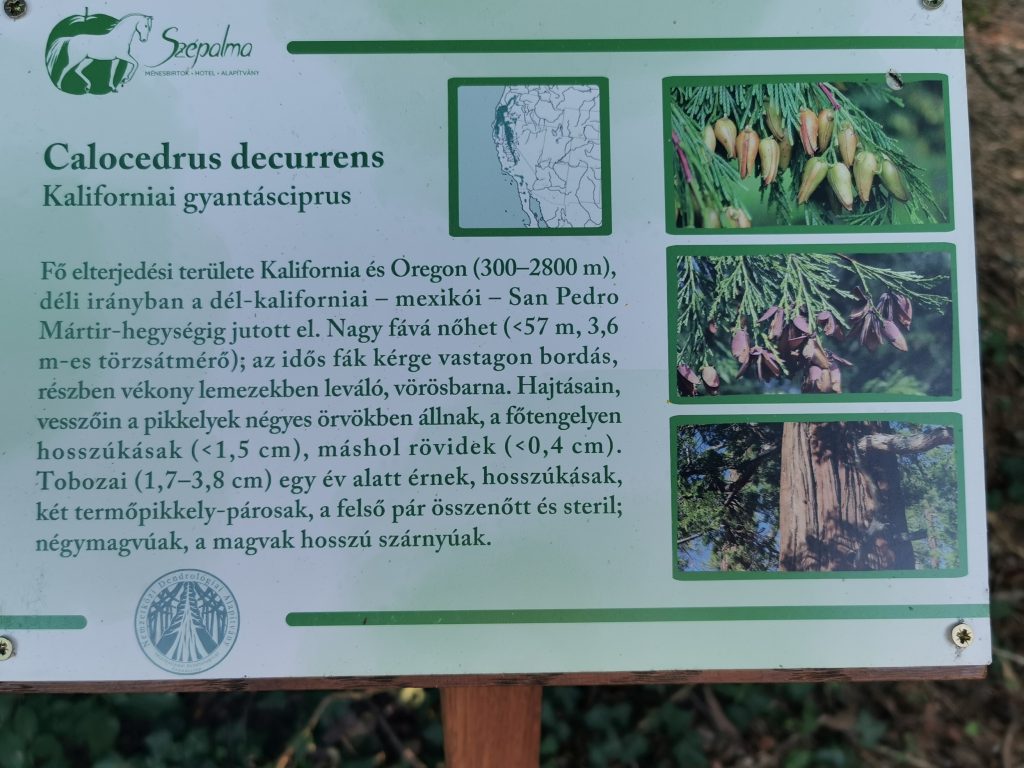 Szépalma
MÉNESBIRTOK • HOTEL • ALAPÍTVÁNY
Calocedrus decurrens
Kaliforniai gyantásciprus
Fő elterjedési területe Kalifornia és Oregon (300–2800 m),
déli irányban a dél-kaliforniai – mexikói – San Pedro
Mártir-hegységig jutott el. Nagy fává nőhet (<57 m, 3,6
m-es törzsátmérő); az idős fák kérge vastagon bordás,
részben vékony lemezekben leváló, vörösbarna. Hajtásain,
vesszőin a pikkelyek négyes örvökben állnak, a főtengelyen
hosszúkásak (<1,5 cm), máshol rövidek (<0,4 cm).
Tobozai (1,7–3,8 cm) egy év alatt érnek, hosszúkásak,
két termőpikkely-párosak, a felső pár összenőtt és steril;
négymagvúak, a magvak hosszú szárnyúak.
Nemzetközi Dendrológiai Alapítvány